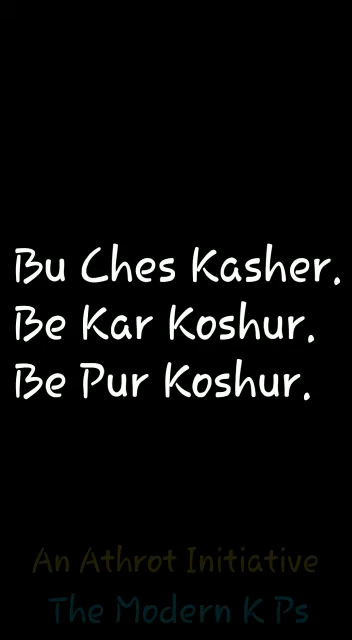 Bu Ches Kasher.
Be Kar Koshur.
Be Pur Koshur.
An Athrot Initiative
The Modern K Ps